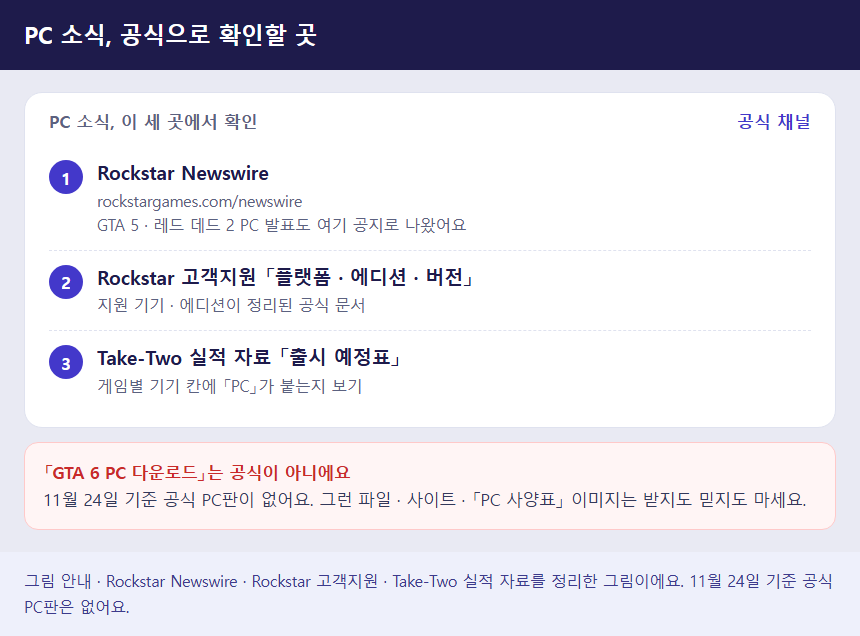 PC 소식, 공식으로 확인할 곳
PC 소식, 이 세 곳에서 확인
공식 채널
1
Rockstar Newswire
rockstargames.com/newswire
GTA 5 · 레드 데드 2 PC 발표도 여기 공지로 나왔어요
2
Rockstar 고객지원 「플랫폼 · 에디션 · 버전」
지원 기기 · 에디션이 정리된 공식 문서
3
Take-Two 실적 자료 「출시 예정표」
게임별 기기 칸에 「PC」가 붙는지 보기
「GTA 6 PC 다운로드」는 공식이 아니에요
11월 24일 기준 공식 PC판이 없어요. 그런 파일 · 사이트 · 「PC 사양표」 이미지는 받지도 믿지도 마세요.
그림 안내 · Rockstar Newswire · Rockstar 고객지원 · Take-Two 실적 자료를 정리한 그림이에요. 11월 24일 기준 공식
PC판은 없어요.